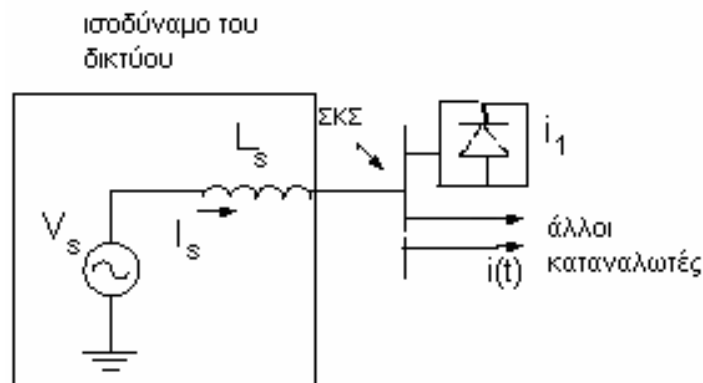 ισοδύναμο του
δικτύου
ΣΚΣ
i₁
Lₛ
Vₛ
Iₛ
άλλοι
i(t) καταναλωτές